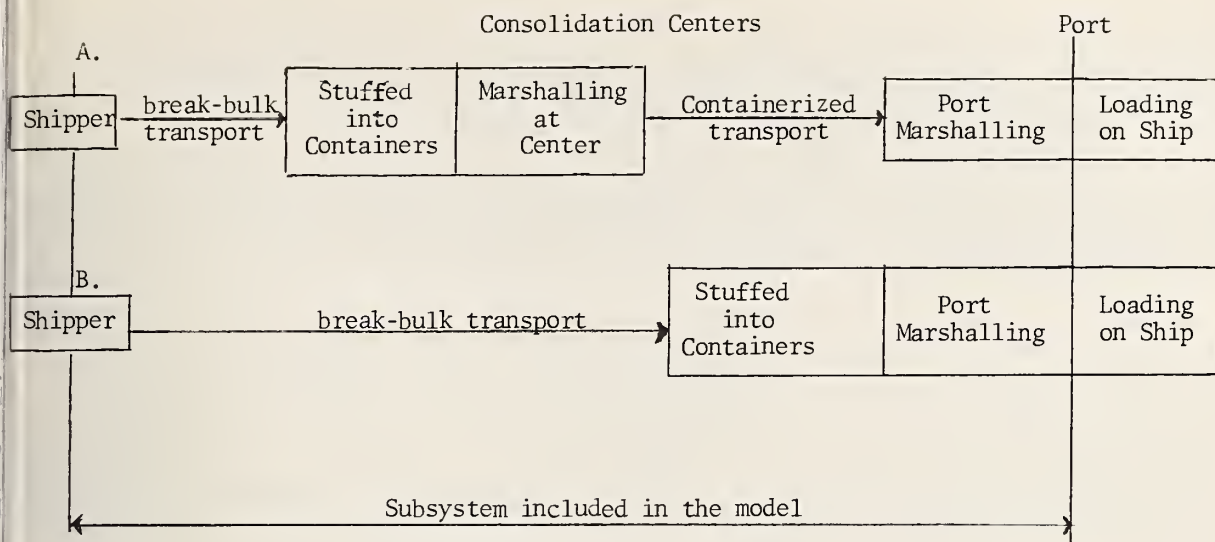 Consolidation Centers
Port
A.
Shipper
break-bulk
transport
Stuffed
into
Containers
Marshalling
at
Center
Containerized
transport
Port
Marshalling
Loading
on Ship
B.
Shipper
break-bulk transport
Stuffed
into
Containers
Port
Marshalling
Loading
on Ship
Subsystem included in the model